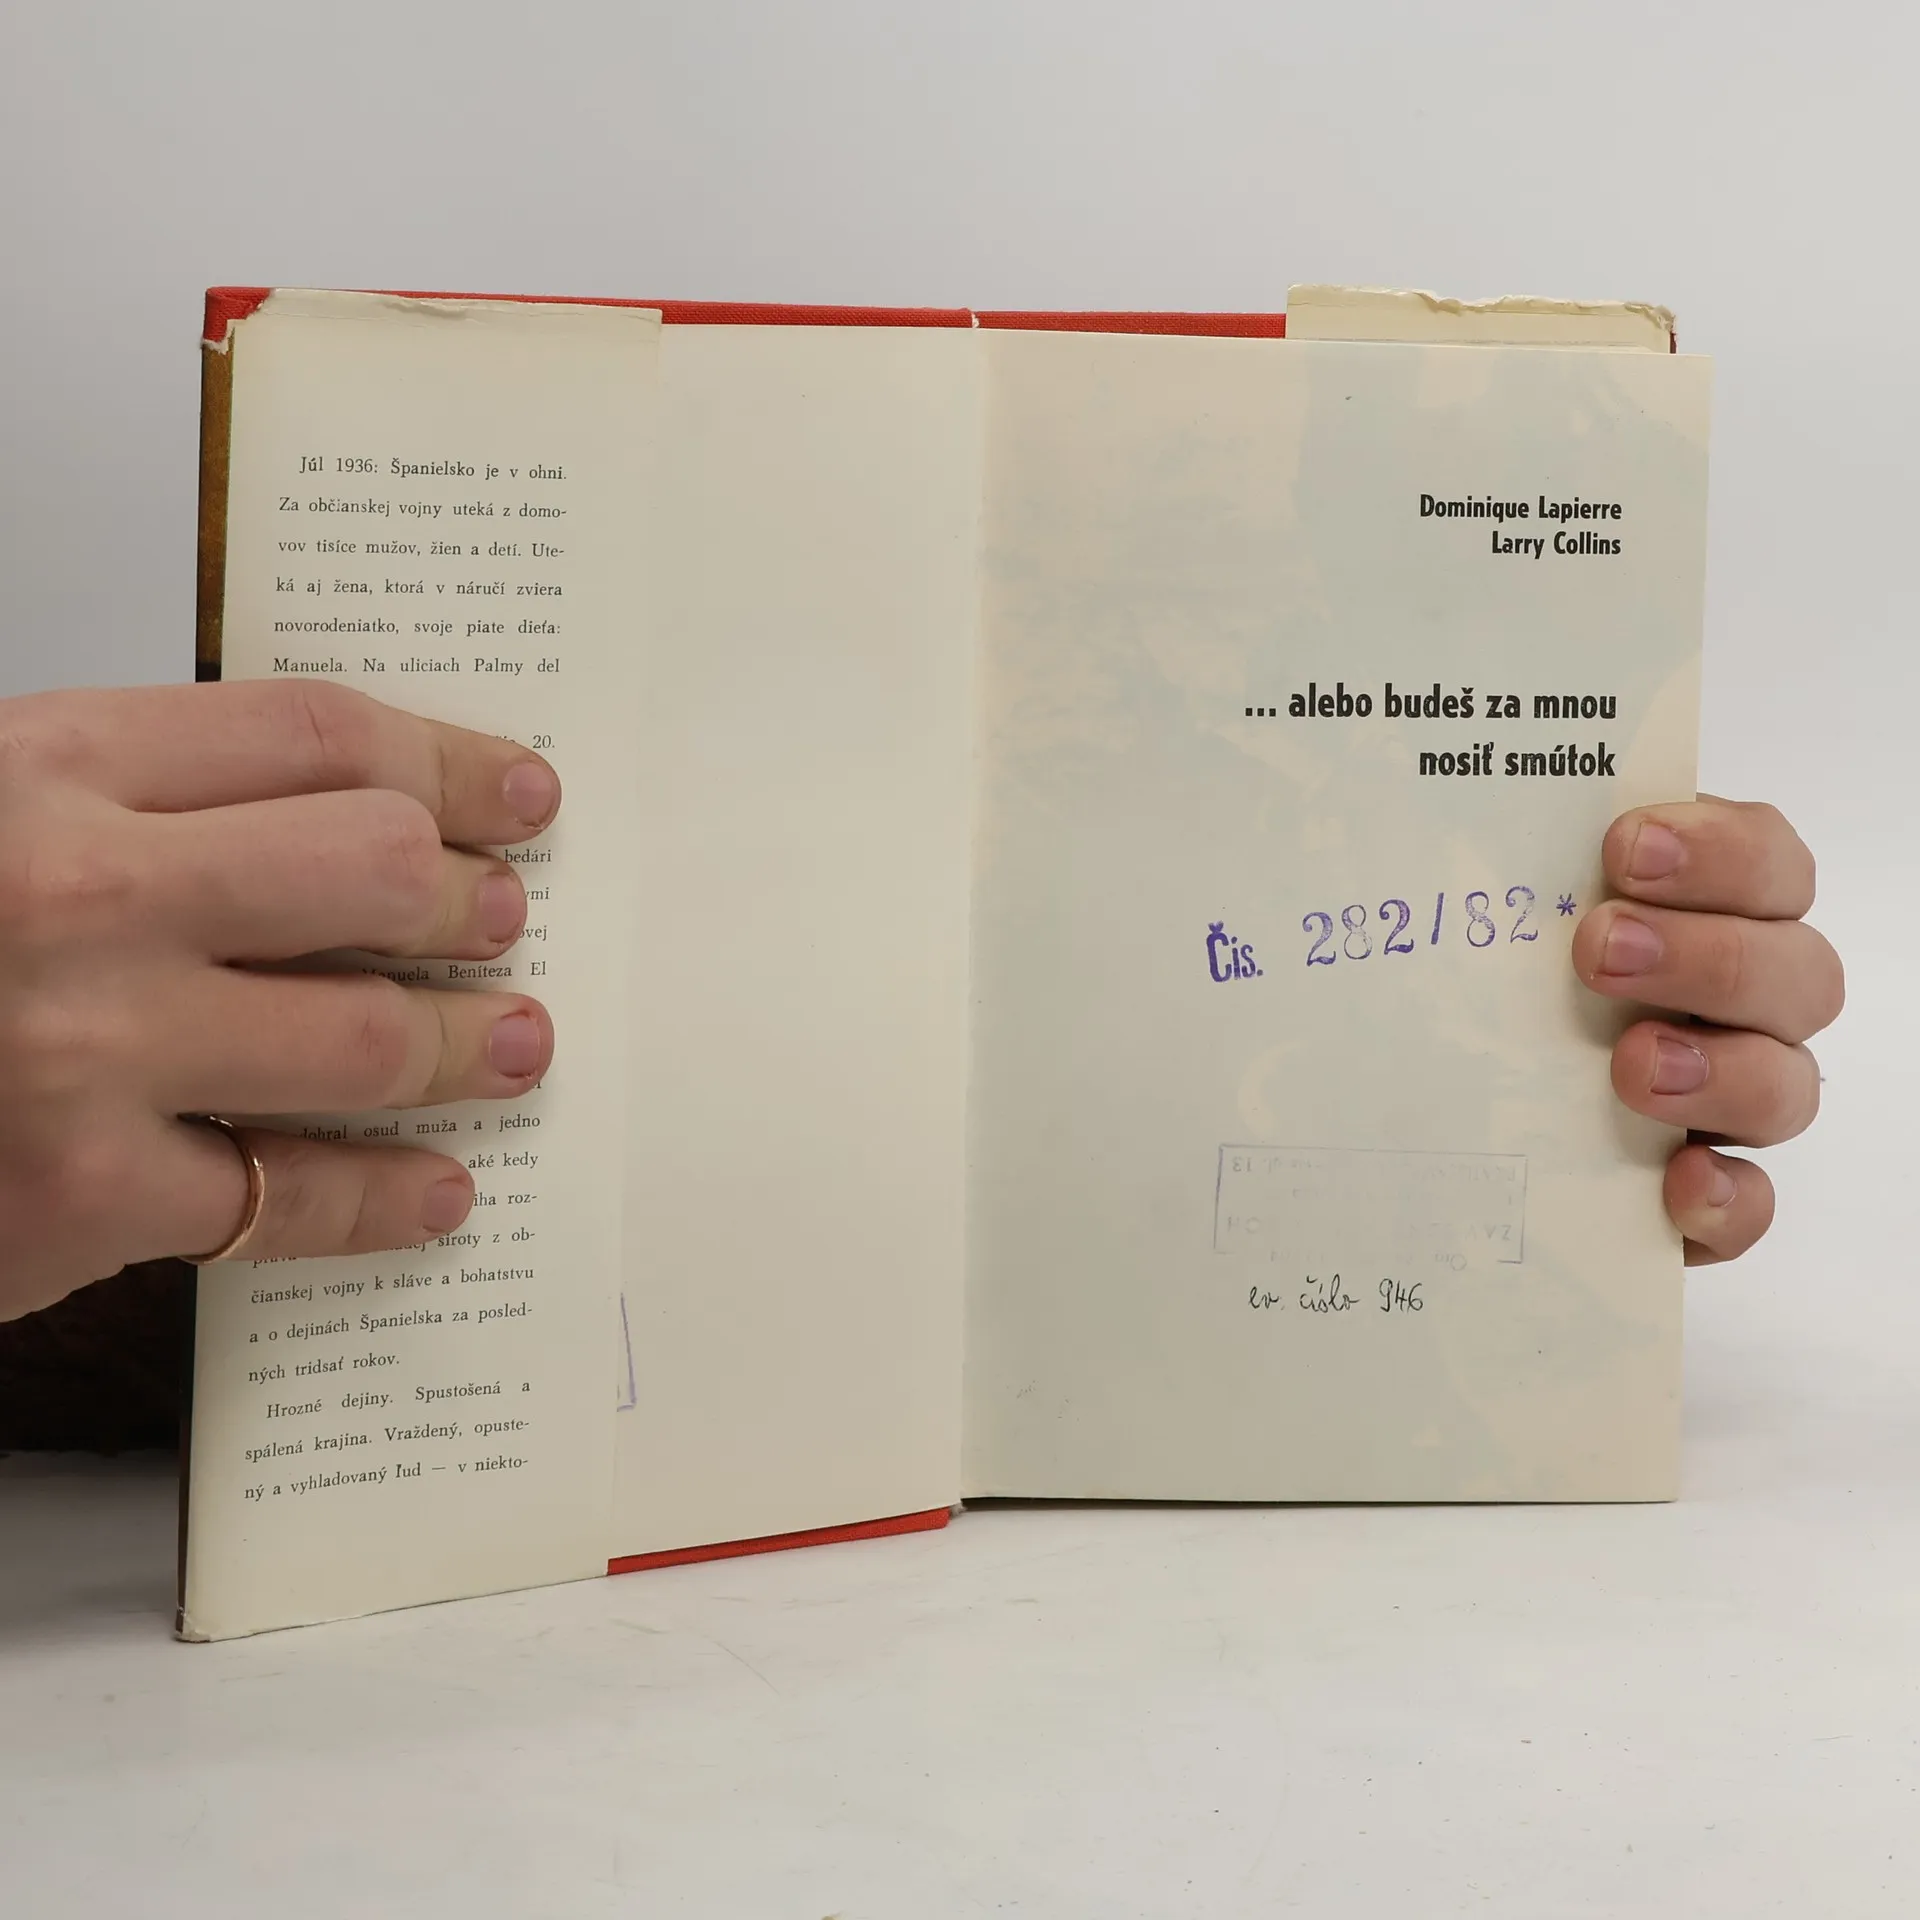 Júl 1936: Španielsko je v ohni.
Za občianskej vojny uteká z domo-
vov tisíce mužov, žien a detí. Ute-
ká aj žena, ktorá v náručí zviera
novorodeniatko, svoje piate dieťa:
Manuela. Na uliciach Palmy del
20.
bedári
Manuela Beníteza El
osud muža a jedno
aké kedy
roz-
siroty z ob-
čianskej vojny k sláve a bohatstvu
a o dejinách Španielska za posled-
ných tridsať rokov.
Hrozné dejiny. Spustošená a
spálená krajina. Vraždený, opuste-
ný a vyhladovaný ľud — v niekto-
Dominique Lapierre
Larry Collins
... alebo budeš za mnou
nosiť smútok
Čis. 282/82*
13
ev. číslo 946